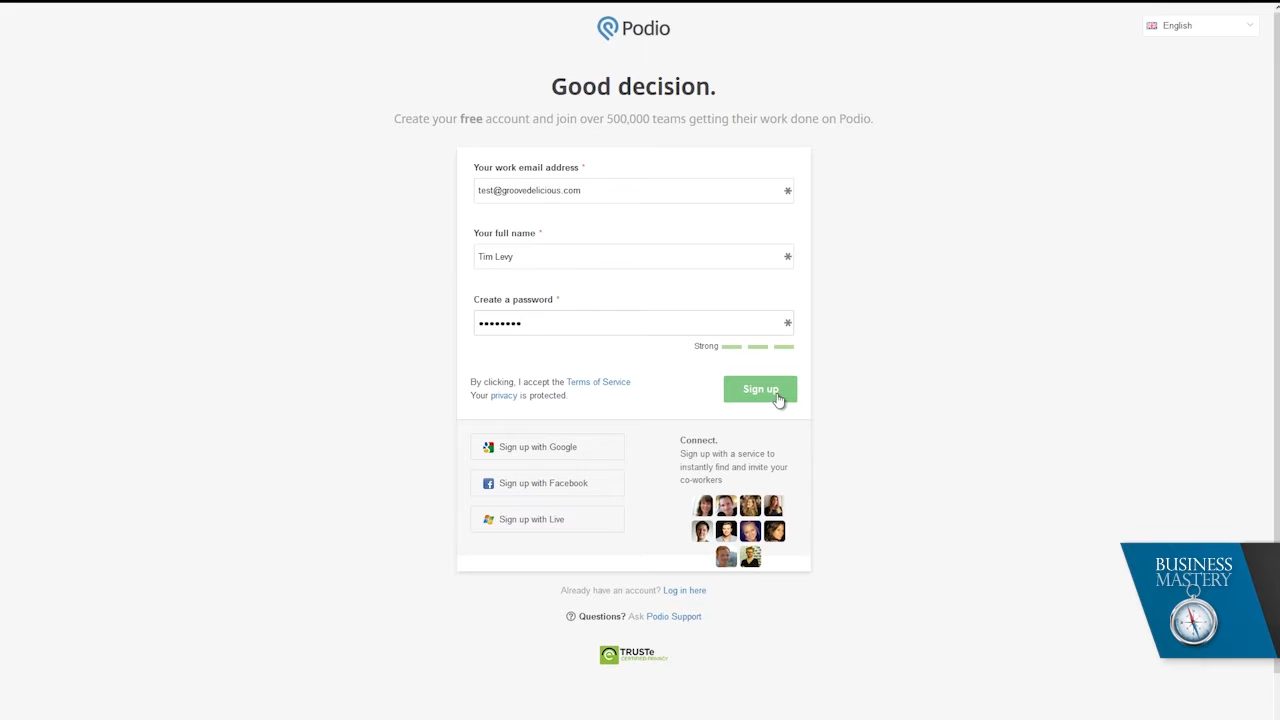 Podio
English
Good decision.
Create your free account and join over 500,000 teams getting their work done on Podio.
Your work email address *
test@groovedelicious.com
Your full name *
Tim Levy
Create a password *
••••••••
Strong
By clicking, I accept the Terms of Service
Your privacy is protected.
Sign up
Sign up with Google
Sign up with Facebook
Sign up with Live
Connect.
Sign up with a service to
instantly find and invite your
co-workers
Already have an account? Log in here
Questions? Ask Podio Support
TRUSTe
CERTIFIED PRIVACY
BUSINESS
MASTERY